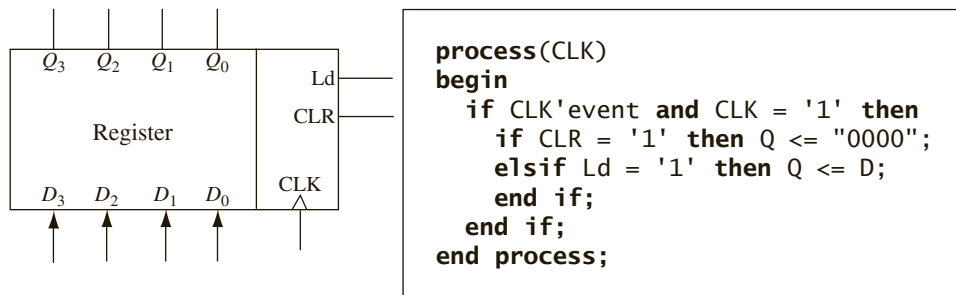 Q3 Q2 Q1 Q0
Ld
CLR
Register
CLK
D3 D2 D1 D0
process(CLK)
begin
if CLK'event and CLK = '1' then
if CLR = '1' then Q <= "0000";
elsif Ld = '1' then Q <= D;
end if;
end if;
end process;